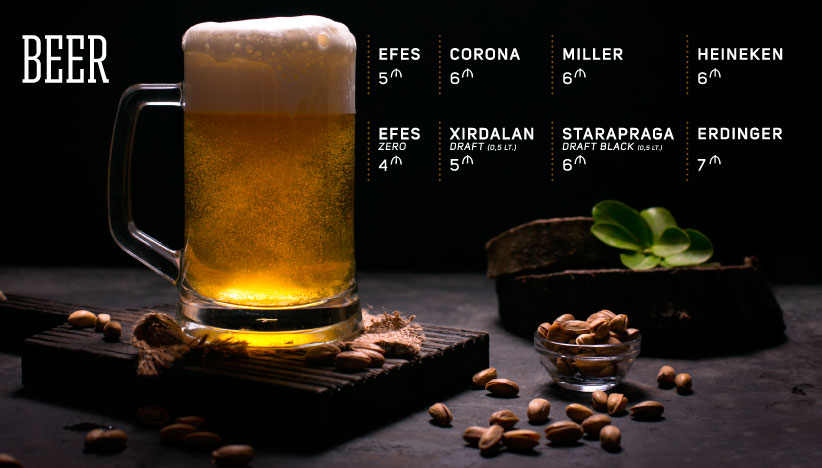 BEER
EFES
5 ₼
CORONA
6 ₼
MILLER
6 ₼
HEINEKEN
6 ₼
EFES
ZERO
4 ₼
XIRDALAN
DRAFT (0,5 LT.)
5 ₼
STARAPRAGA
DRAFT BLACK (0,5 LT.)
6 ₼
ERDINGER
7 ₼